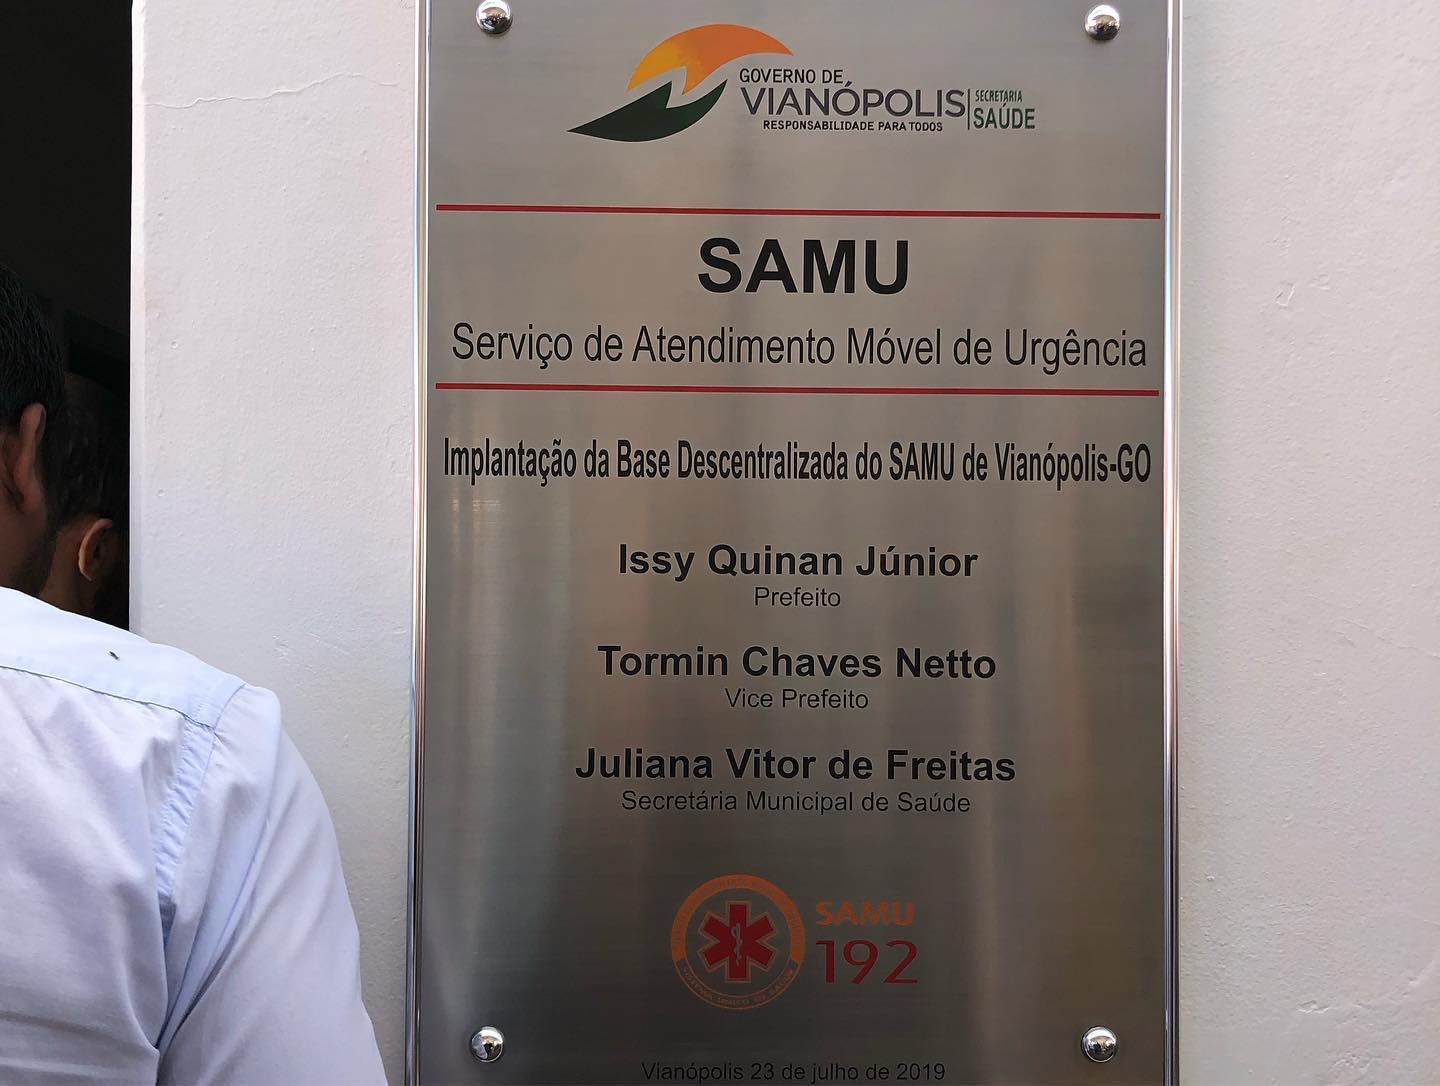 GOVERNO DE
VIANÓPOLIS
RESPONSABILIDADE PARA TODOS
SECRETARIA
SAÚDE
SAMU
Serviço de Atendimento Móvel de Urgência
Implantação da Base Descentralizada do SAMU de Vianópolis-GO
Issy Quinan Júnior
Prefeito
Tormin Chaves Netto
Vice Prefeito
Juliana Vitor de Freitas
Secretária Municipal de Saúde
SAMU
192
Vianópolis 23 de julho de 2019